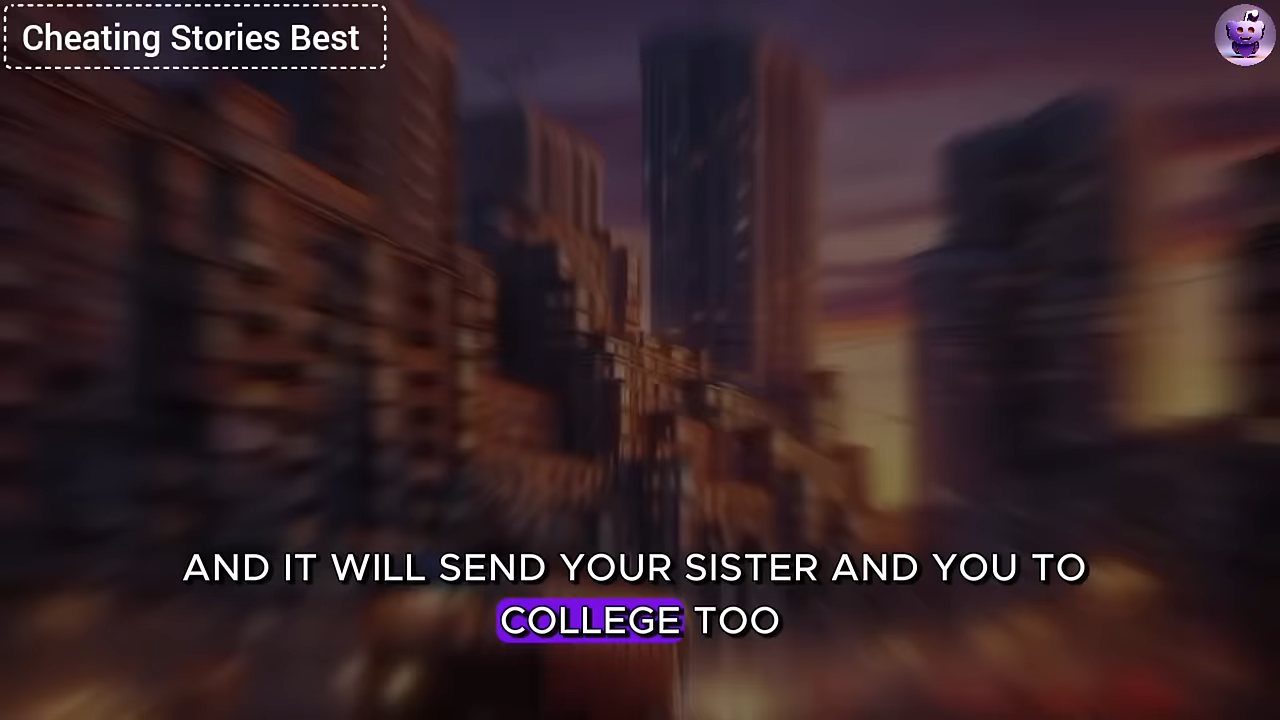 Cheating Stories Best
AND IT WILL SEND YOUR SISTER AND YOU TO
COLLEGE TOO